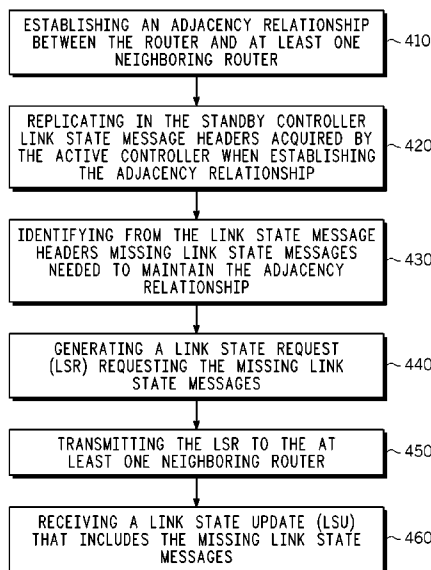 ESTABLISHING AN ADJACENCY RELATIONSHIP
BETWEEN THE ROUTER AND AT LEAST ONE
NEIGHBORING ROUTER
410
REPLICATING IN THE STANDBY CONTROLLER
LINK STATE MESSAGE HEADERS ACQUIRED BY
THE ACTIVE CONTROLLER WHEN ESTABLISHING
THE ADJACENCY RELATIONSHIP
420
IDENTIFYING FROM THE LINK STATE MESSAGE
HEADERS MISSING LINK STATE MESSAGES
NEEDED TO MAINTAIN THE ADJACENCY
RELATIONSHIP
430
GENERATING A LINK STATE REQUEST
(LSR) REQUESTING THE MISSING LINK
STATE MESSAGES
440
TRANSMITTING THE LSR TO THE AT
LEAST ONE NEIGHBORING ROUTER
450
RECEIVING A LINK STATE UPDATE (LSU)
THAT INCLUDES THE MISSING LINK STATE
MESSAGES
460